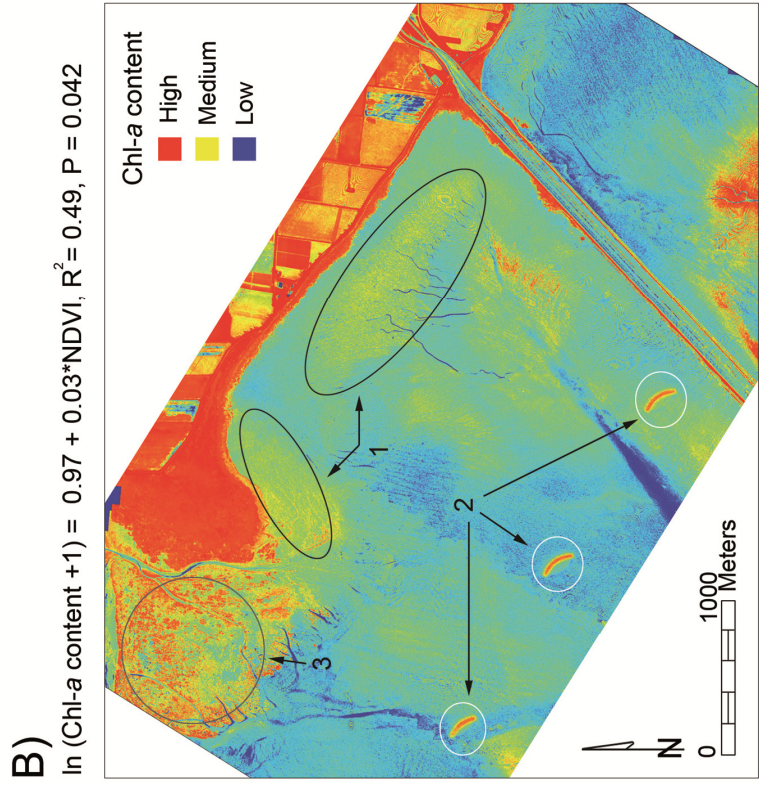 B)
ln (Chl-a content +1) = 0.97 + 0.03*NDVI, R² = 0.49, P = 0.042
Chl-a content
High
Medium
Low
1
2
3
N
0 1000
Meters